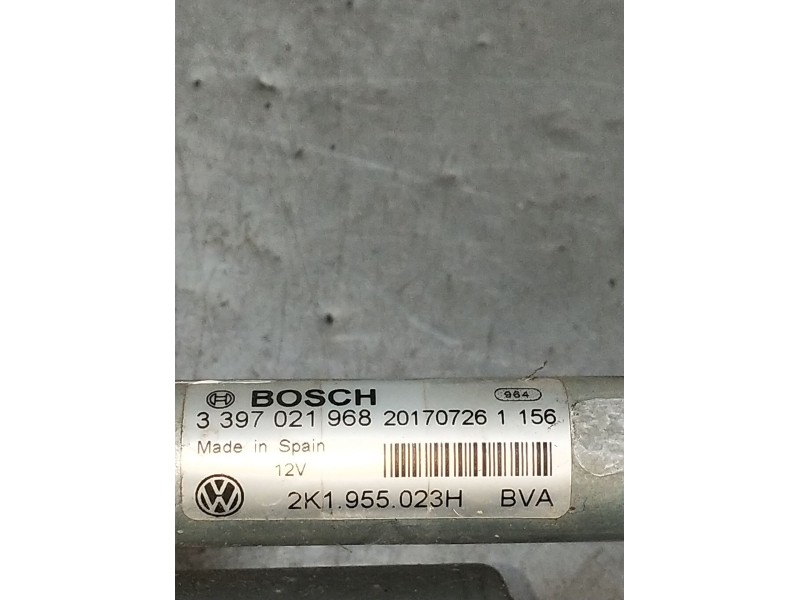 BOSCH 964
3 397 021 968 20170726 1 156
Made in Spain
12V
2K1.955.023H BVA